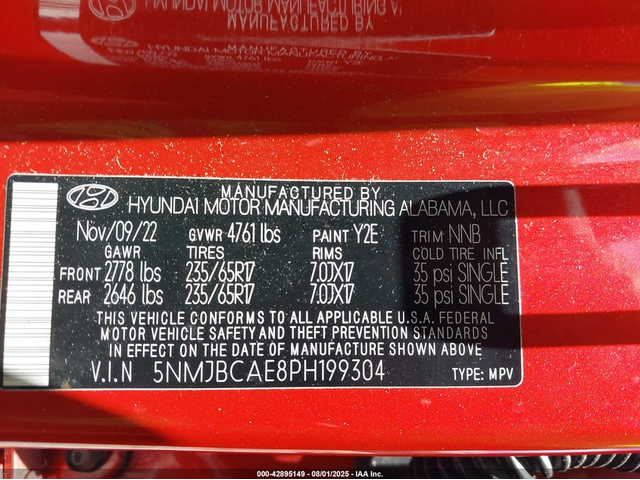 MANUFACTURED BY
HYUNDAI MOTOR MANUFACTURING ALABAMA, LLC
Nov/09/22 GVWR 4761 lbs PAINT Y2E TRIM: NNB
GAWR TIRES RIMS COLD TIRE INFL
FRONT 2778 lbs 235/65R17 7.0JX17 35 psi SINGLE
REAR 2646 lbs 235/65R17 7.0JX17 35 psi SINGLE
THIS VEHICLE CONFORMS TO ALL APPLICABLE U.S.A. FEDERAL
MOTOR VEHICLE SAFETY AND THEFT PREVENTION STANDARDS
IN EFFECT ON THE DATE OF MANUFACTURE SHOWN ABOVE
V.I.N 5NMJBCAE8PH199304 TYPE: MPV
000-42895149 - 08/01/2025 - IAA Inc.